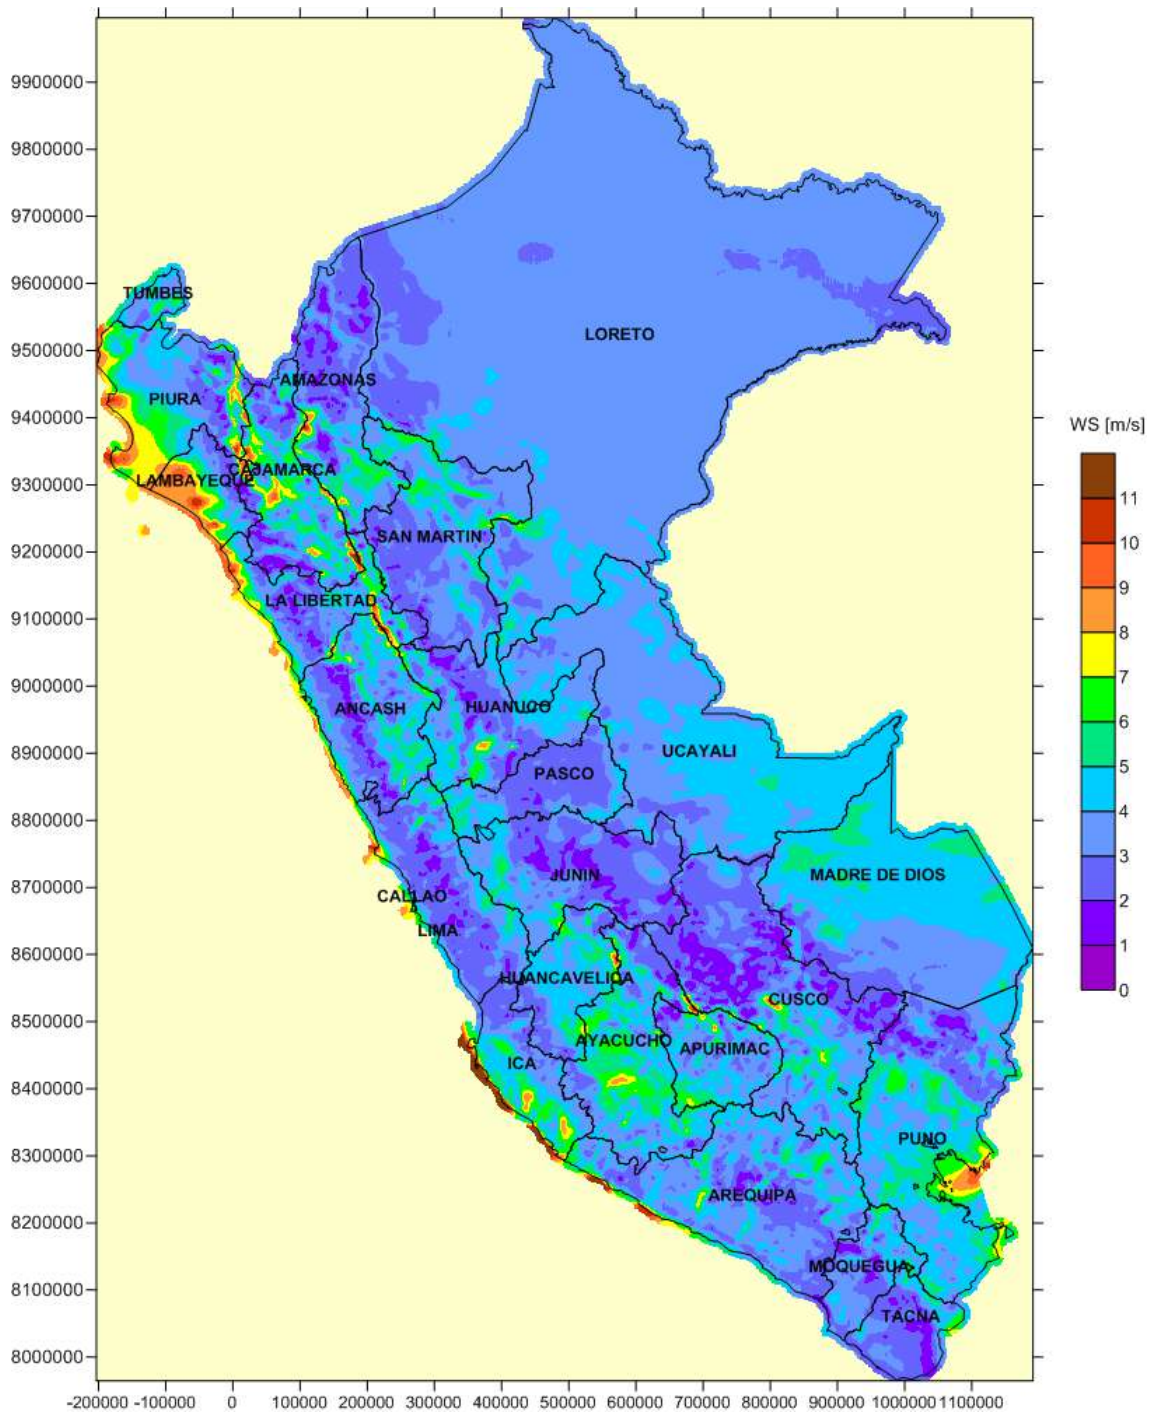 9900000
9800000
9700000
9600000
9500000
9400000
9300000
9200000
9100000
9000000
8900000
8800000
8700000
8600000
8500000
8400000
8300000
8200000
8100000
8000000
TUMBES
LORETO
AMAZONAS
PIURA
CAJAMARCA
LAMBAYEQUE
SAN MARTIN
LA LIBERTAD
ANCASH
HUANUCO
UCAYALI
PASCO
JUNIN
MADRE DE DIOS
CALLAO
LIMA
HUANCAVELICA
CUSCO
AYACUCHO
APURIMAC
ICA
PUNO
AREQUIPA
MOQUEGUA
TACNA
WS [m/s]
11
10
9
8
7
6
5
4
3
2
1
0
-200000 -100000 0 100000 200000 300000 400000 500000 600000 700000 800000 900000 1000000 1100000